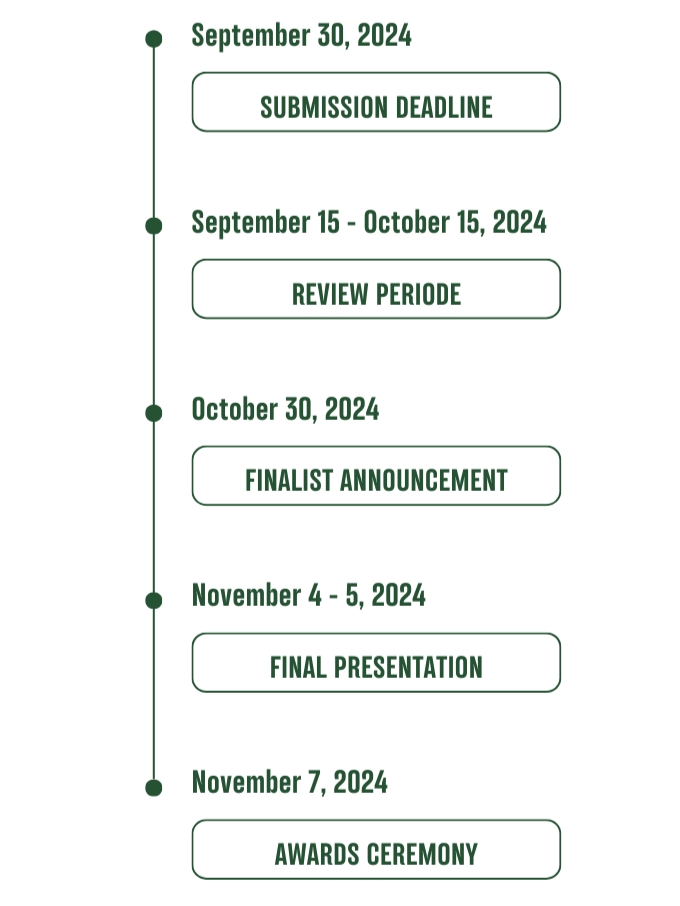 September 30, 2024
SUBMISSION DEADLINE
September 15 - October 15, 2024
REVIEW PERIODE
October 30, 2024
FINALIST ANNOUNCEMENT
November 4 - 5, 2024
FINAL PRESENTATION
November 7, 2024
AWARDS CEREMONY